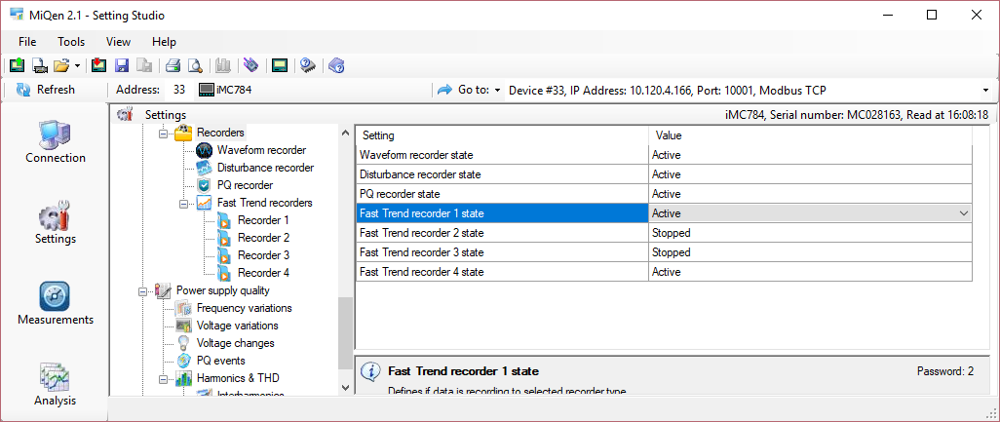 MiQen 2.1 - Setting Studio
File Tools View Help
Refresh Address: 33 iMC784 Go to: Device #33, IP Address: 10.120.4.166, Port: 10001, Modbus TCP
Settings iMC784, Serial number: MC028163, Read at 16:08:18
Connection
Settings
Measurements
Analysis
Recorders
Waveform recorder
Disturbance recorder
PQ recorder
Fast Trend recorders
Recorder 1
Recorder 2
Recorder 3
Recorder 4
Power supply quality
Frequency variations
Voltage variations
Voltage changes
PQ events
Harmonics & THD
Interharmonics
Setting Value
Waveform recorder state Active
Disturbance recorder state Active
PQ recorder state Active
Fast Trend recorder 1 state Active
Fast Trend recorder 2 state Stopped
Fast Trend recorder 3 state Stopped
Fast Trend recorder 4 state Active
Fast Trend recorder 1 state Password: 2
Defines if data is recording to selected recorder type